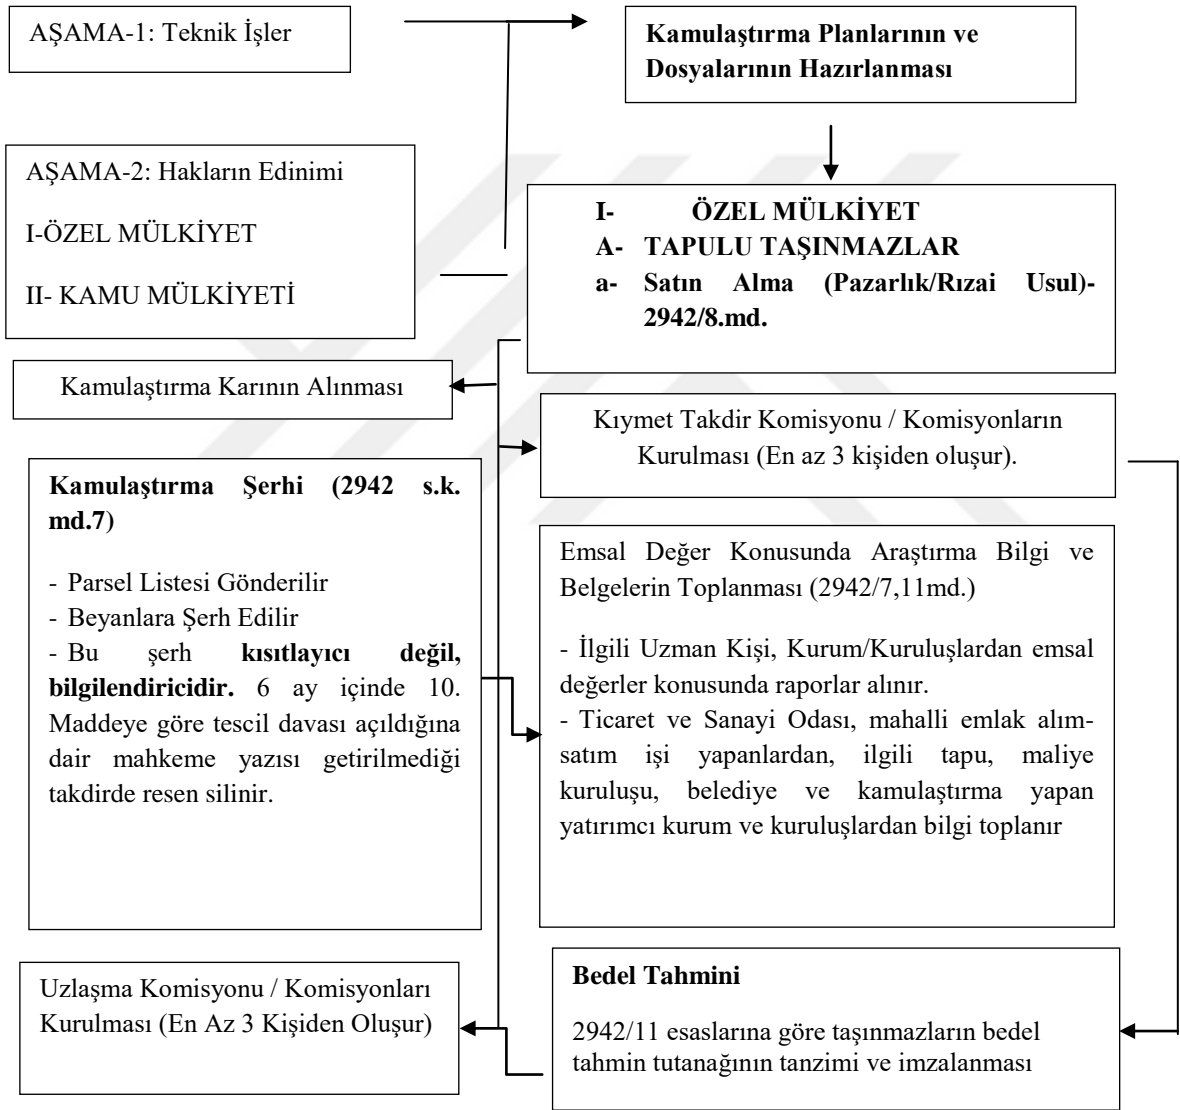 AŞAMA-1: Teknik İşler
Kamulaştırma Planlarının ve
Dosyalarının Hazırlanması
AŞAMA-2: Hakların Edinimi
I-ÖZEL MÜLKİYET
II- KAMU MÜLKİYETİ
I- ÖZEL MÜLKİYET
A- TAPULU TAŞINMAZLAR
a- Satın Alma (Pazarlık/Rızai Usul)-
2942/8.md.
Kamulaştırma Karının Alınması
Kıymet Takdir Komisyonu / Komisyonların
Kurulması (En az 3 kişiden oluşur).
Kamulaştırma Şerhi (2942 s.k.
md.7)
- Parsel Listesi Gönderilir
- Beyanlara Şerh Edilir
- Bu şerh kısıtlayıcı değil,
bilgilendiricidir. 6 ay içinde 10.
Maddeye göre tescil davası açıldığına
dair mahkeme yazısı getirilmediği
takdirde resen silinir.
Emsal Değer Konusunda Araştırma Bilgi ve
Belgelerin Toplanması (2942/7,11md.)
- İlgili Uzman Kişi, Kurum/Kuruluşlardan emsal
değerler konusunda raporlar alınır.
- Ticaret ve Sanayi Odası, mahalli emlak alım-
satım işi yapanlardan, ilgili tapu, maliye
kuruluşu, belediye ve kamulaştırma yapan
yatırımcı kurum ve kuruluşlardan bilgi toplanır
Uzlaşma Komisyonu / Komisyonları
Kurulması (En Az 3 Kişiden Oluşur)
Bedel Tahmini
2942/11 esaslarına göre taşınmazların bedel
tahmin tutanağının tanzimi ve imzalanması